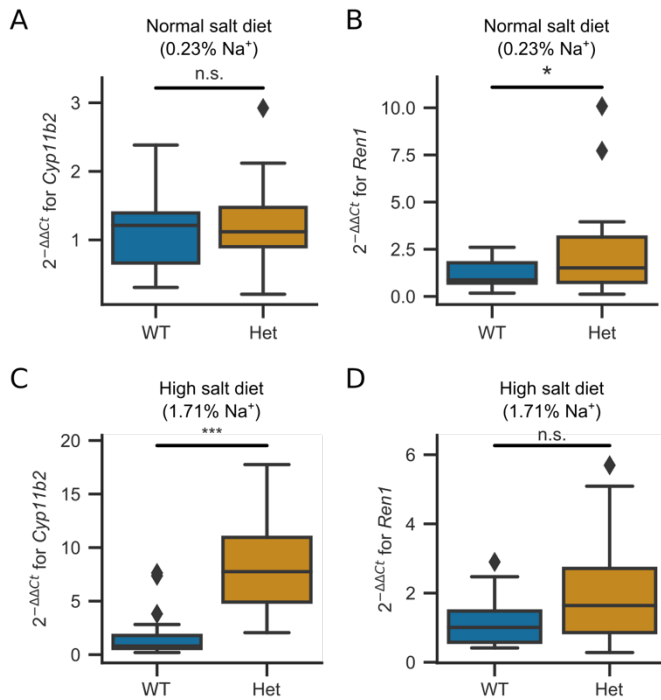 A
Normal salt diet
(0.23% Na⁺)
n.s.
3
2
1
2⁻ΔΔCt for Cyp11b2
WT Het
B
Normal salt diet
(0.23% Na⁺)
*
10.0
7.5
5.0
2.5
0.0
2⁻ΔΔCt for Ren1
WT Het
C
High salt diet
(1.71% Na⁺)
***
20
15
10
5
0
2⁻ΔΔCt for Cyp11b2
WT Het
D
High salt diet
(1.71% Na⁺)
n.s.
6
4
2
0
2⁻ΔΔCt for Ren1
WT Het